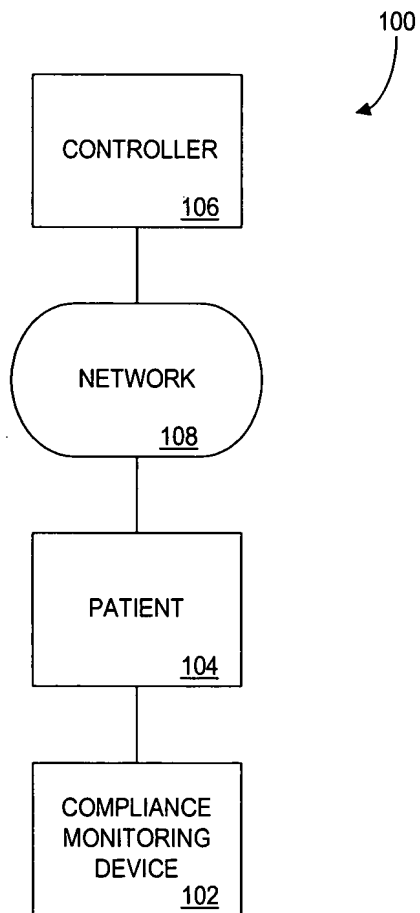 100
CONTROLLER
106
NETWORK
108
PATIENT
104
COMPLIANCE
MONITORING
DEVICE
102